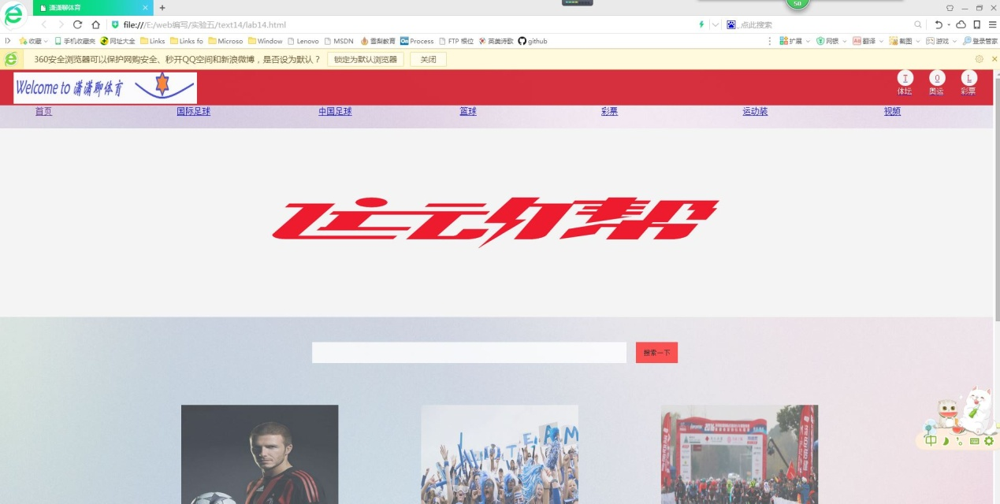 潇潇聊体育
file:///E:/web编写/实验五/text14/lab14.html
点此搜索
收藏 手机收藏夹 网址大全 Links Links fo Microso Window Lenovo MSDN 雪梨教育 Process FTP 根位 英美诗歌 github 扩展 网银 翻译 截图 游戏 登录管家
360安全浏览器可以保护网购安全、秒开QQ空间和新浪微博，是否设为默认？ 锁定为默认浏览器 关闭
Welcome to 潇潇聊体育
T O L
体坛 奥运 彩票
首页 国际足球 中国足球 篮球 彩票 运动装 视频
运动帮
搜索一下
TEAM
中